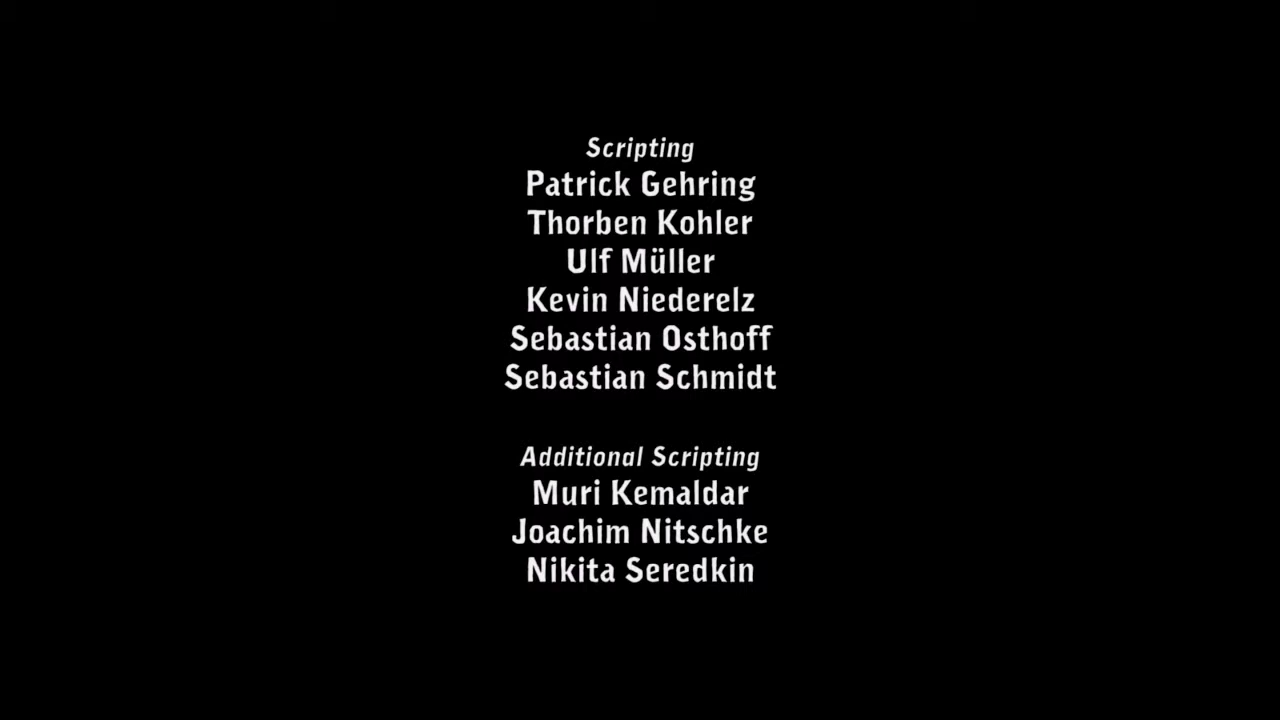 Scripting
Patrick Gehring
Thorben Kohler
Ulf Müller
Kevin Niederelz
Sebastian Osthoff
Sebastian Schmidt
Additional Scripting
Muri Kemaldar
Joachim Nitschke
Nikita Seredkin